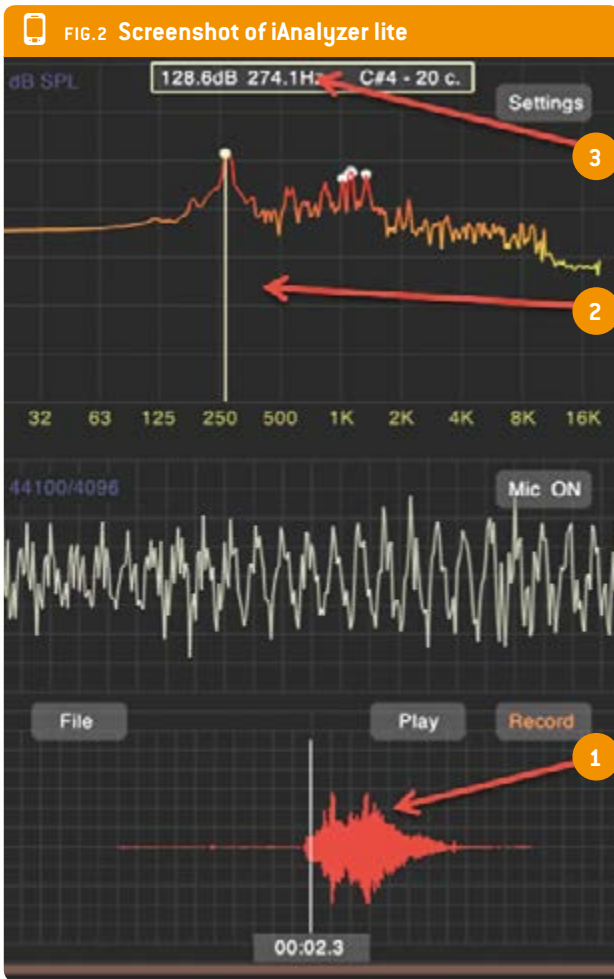 FIG.2 Screenshot of iAnalyzer lite
dB SPL
128.6dB 274.1Hz C#4 - 20 c.
Settings
3
2
32 63 125 250 500 1K 2K 4K 8K 16K
44100/4096
Mic ON
File Play Record
1
00:02.3